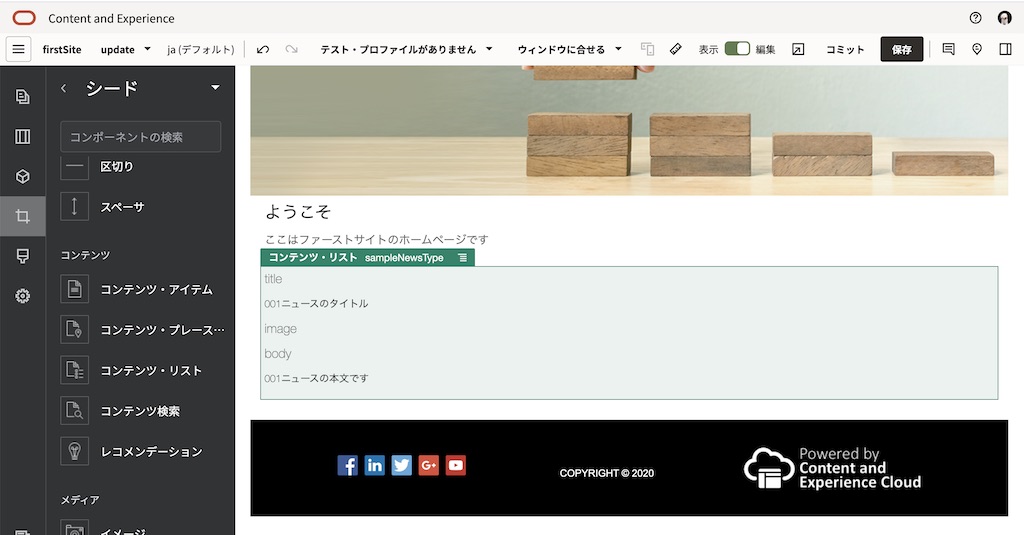 Content and Experience
firstSite update ja (デフォルト) テスト・プロファイルがありません ウィンドウに合せる 表示 編集 コミット 保存
シード
コンポーネントの検索
区切り
スペーサ
コンテンツ
コンテンツ・アイテム
コンテンツ・プレース…
コンテンツ・リスト
コンテンツ検索
レコメンデーション
メディア
イメージ
ようこそ
ここはファーストサイトのホームページです
コンテンツ・リスト sampleNewsType
title
001ニュースのタイトル
image
body
001ニュースの本文です
COPYRIGHT © 2020
Powered by
Content and
Experience Cloud